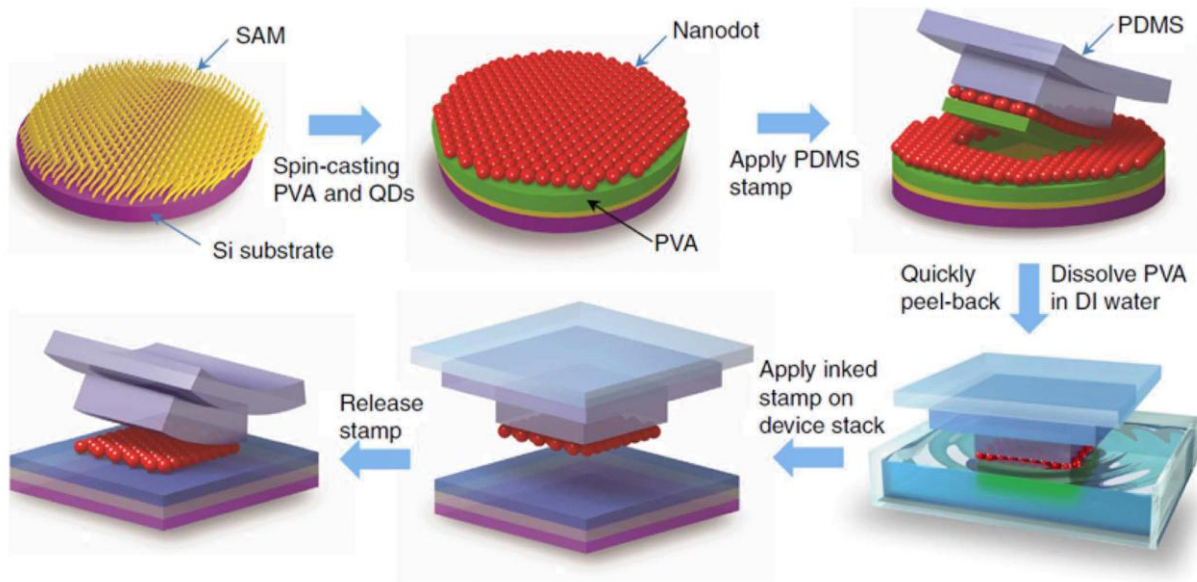 SAM
Nanodot
PDMS
Spin-casting
PVA and QDs
Apply PDMS
stamp
Si substrate
PVA
Quickly
peel-back
Dissolve PVA
in DI water
Apply inked
stamp on
device stack
Release
stamp